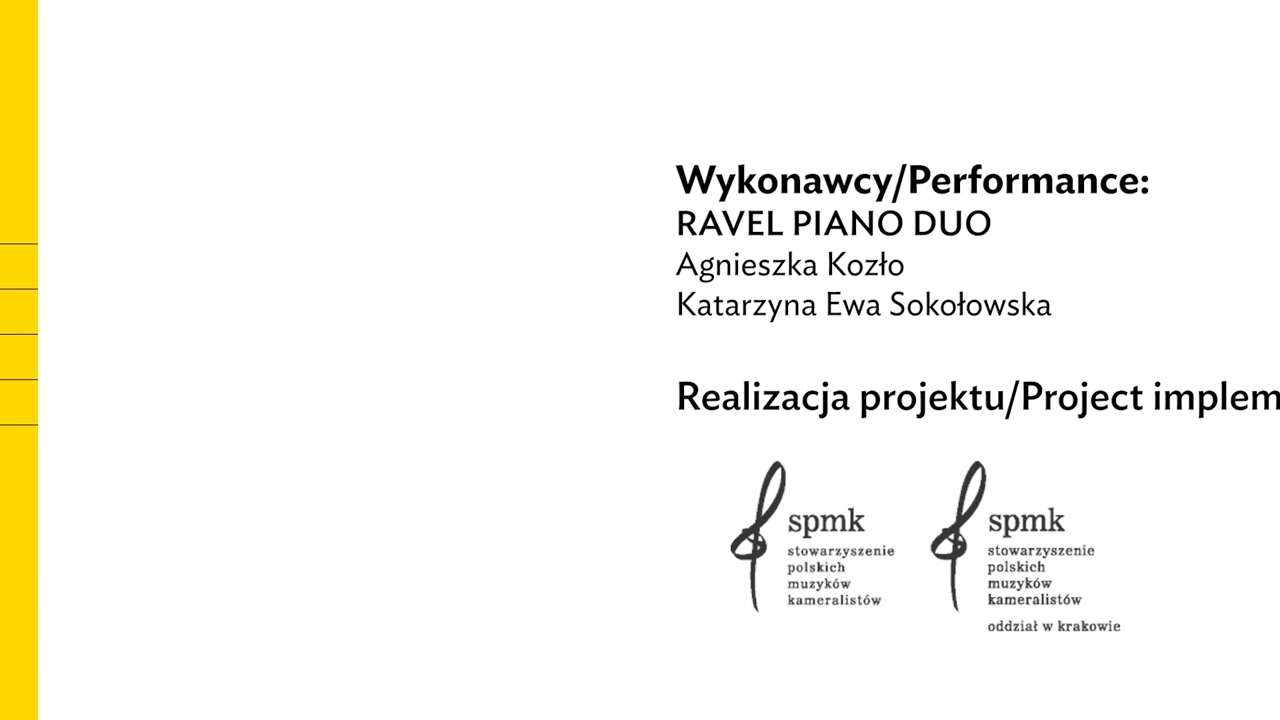 Wykonawcy/Performance:
RAVEL PIANO DUO
Agnieszka Kozło
Katarzyna Ewa Sokołowska
Realizacja projektu/Project implem
spmk
stowarzyszenie
polskich
muzyków
kameralistów
spmk
stowarzyszenie
polskich
muzyków
kameralistów
oddział w krakowie